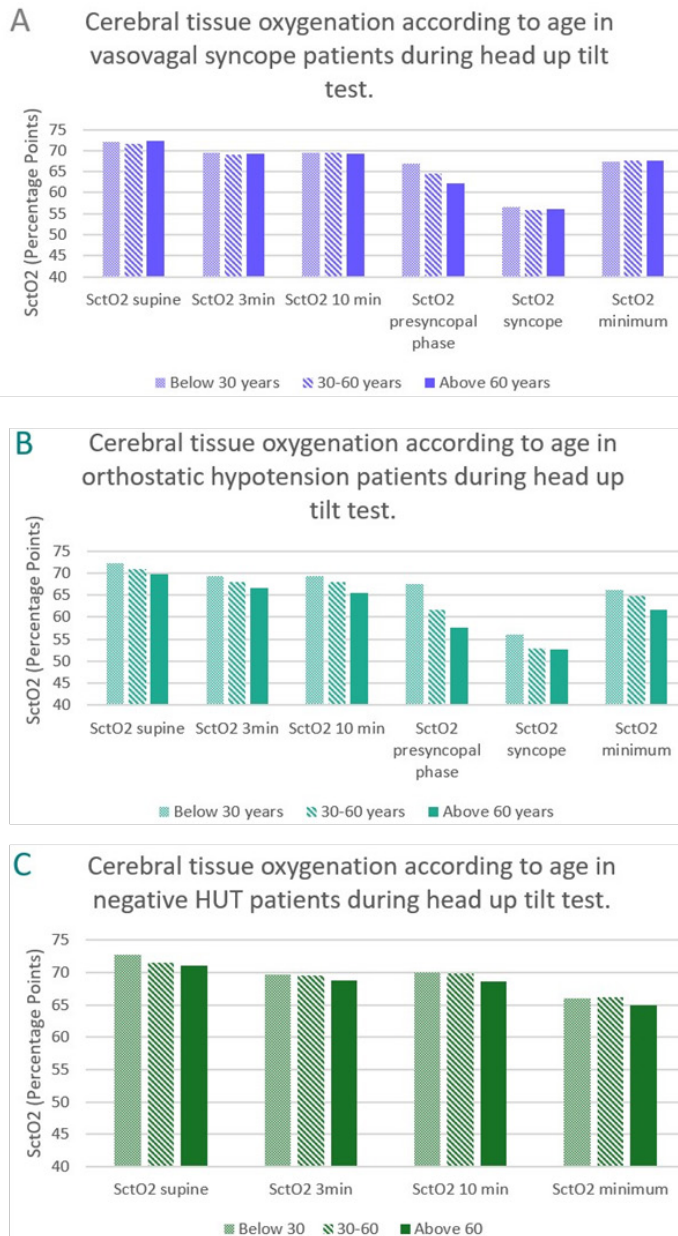 A
Cerebral tissue oxygenation according to age in
vasovagal syncope patients during head up tilt
test.
SctO2 (Percentage Points)
75
70
65
60
55
50
45
40
SctO2 supine SctO2 3min SctO2 10 min SctO2 presyncopal phase SctO2 syncope SctO2 minimum
Below 30 years 30-60 years Above 60 years
B
Cerebral tissue oxygenation according to age in
orthostatic hypotension patients during head up
tilt test.
SctO2 (Percentage Points)
75
70
65
60
55
50
45
40
SctO2 supine SctO2 3min SctO2 10 min SctO2 presyncopal phase SctO2 syncope SctO2 minimum
Below 30 years 30-60 years Above 60 years
C
Cerebral tissue oxygenation according to age in
negative HUT patients during head up tilt test.
SctO2 (Percentage Points)
75
70
65
60
55
50
45
40
SctO2 supine SctO2 3min SctO2 10 min SctO2 minimum
Below 30 30-60 Above 60